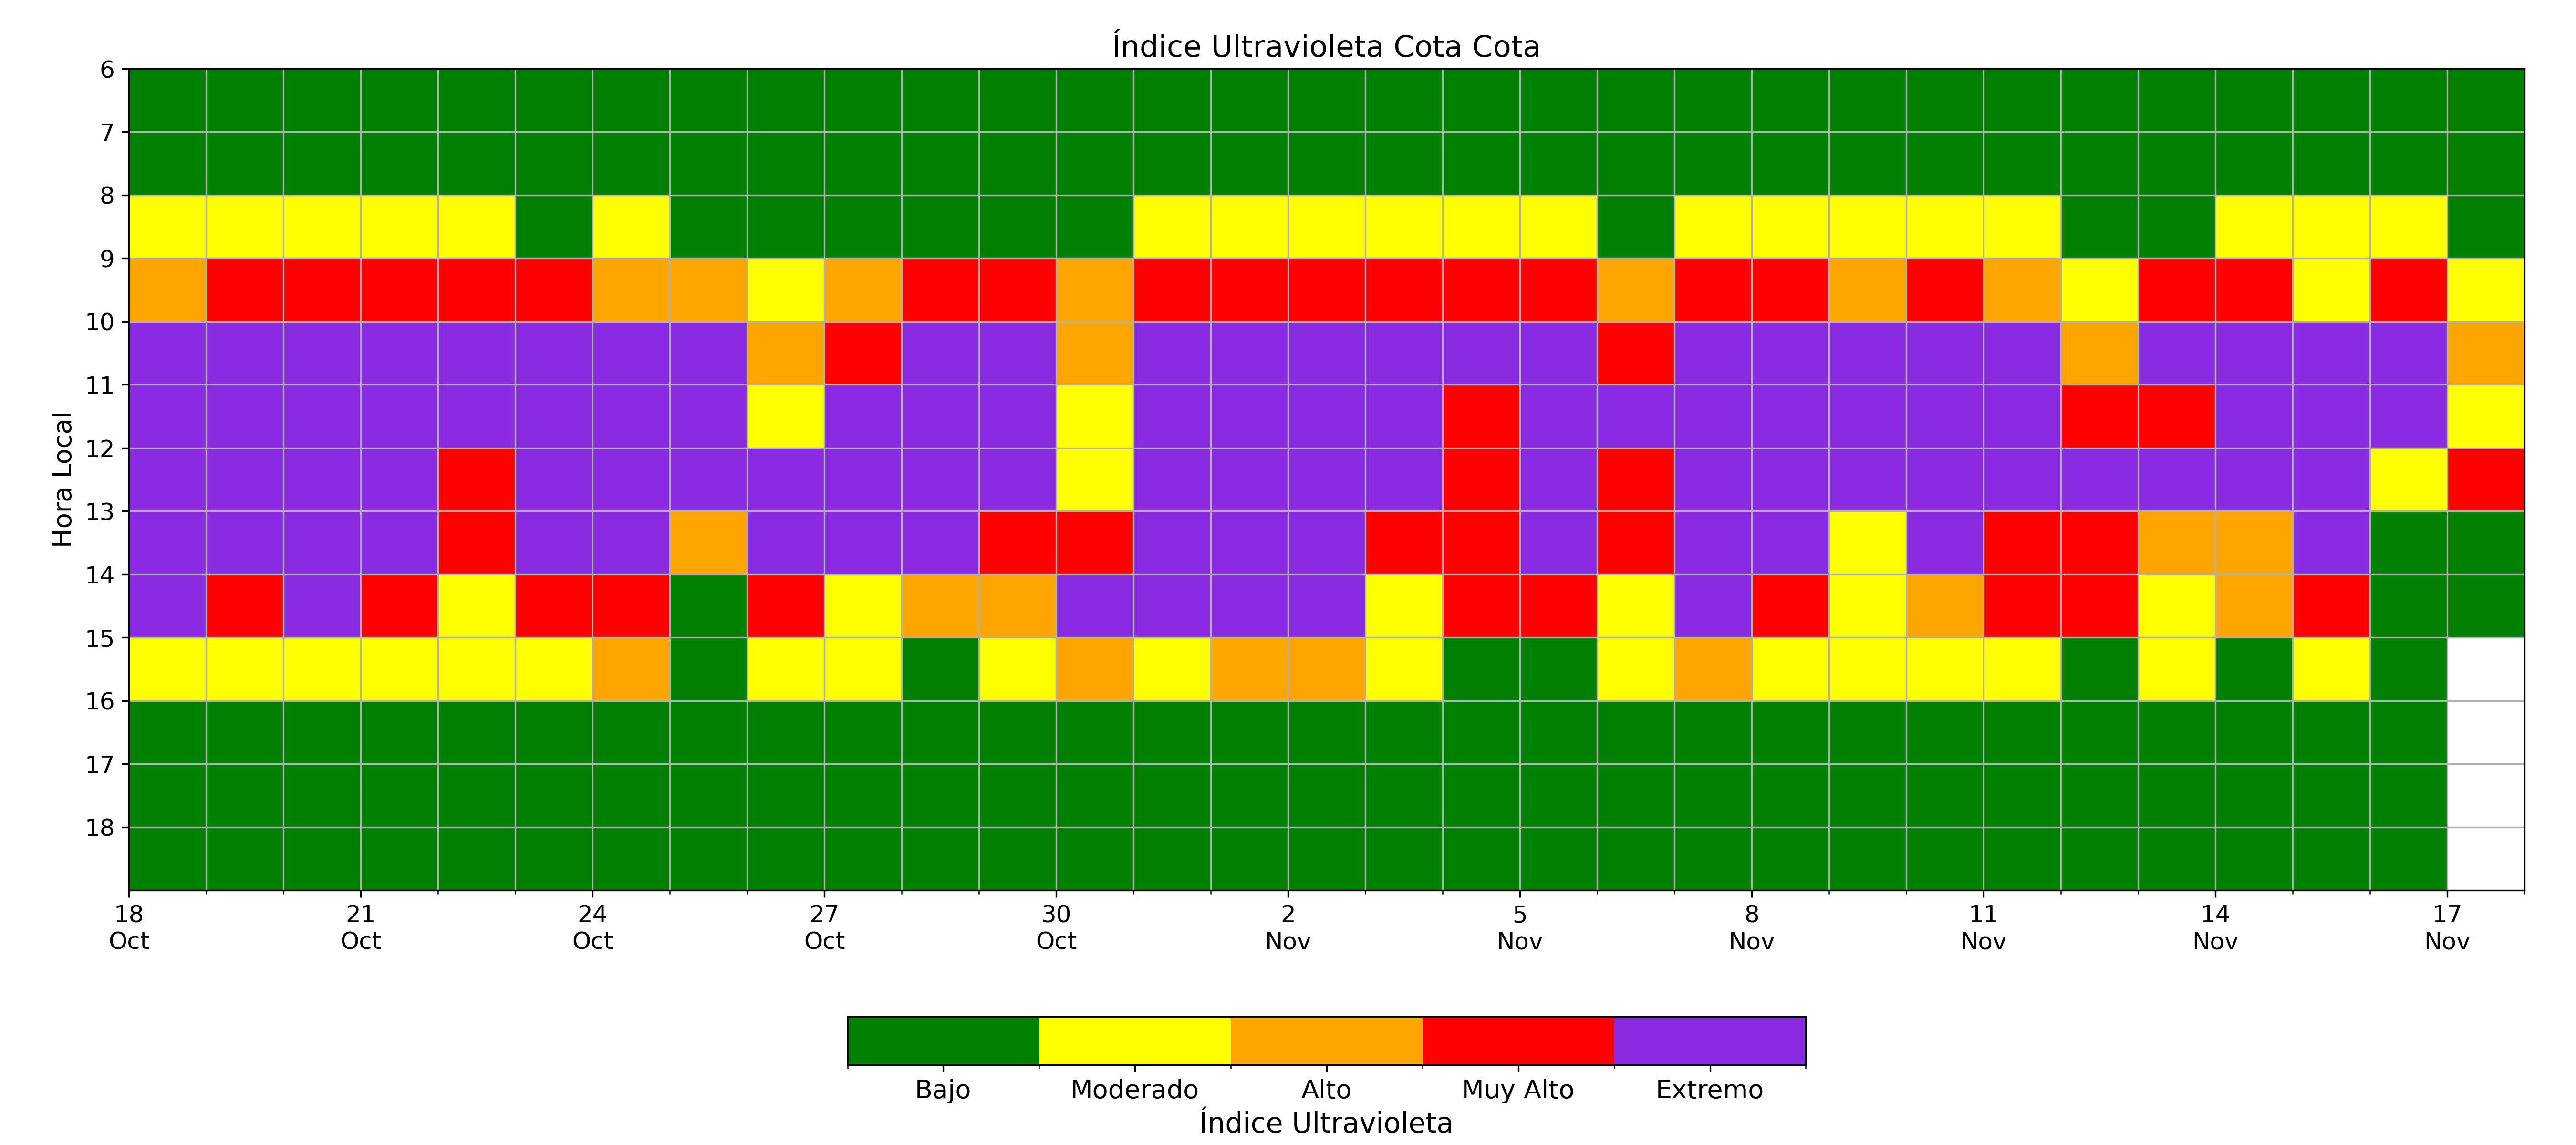 Índice Ultravioleta Cota Cota
6
7
8
9
10
11
12
13
14
15
16
17
18
Hora Local
18 21 24 27 30 2 5 8 11 14 117
Oct Oct Oct Oct Oct Nov Nov Nov Nov Nov Nov
Bajo Moderado Alto Muy Alto Extremo
Índice Ultravioleta